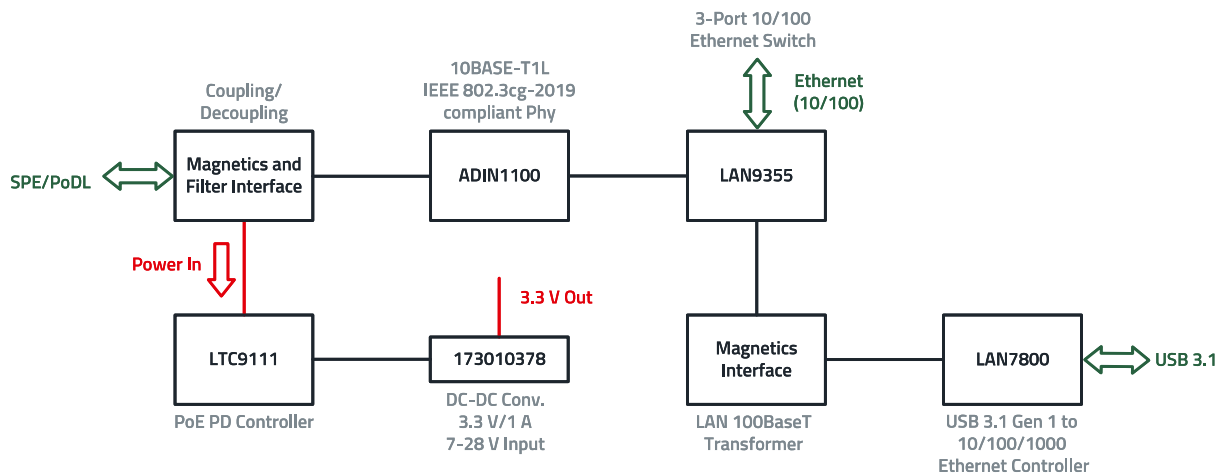 3-Port 10/100
Ethernet Switch
10BASE-T1L
IEEE 802.3cg-2019
compliant Phy
Ethernet
(10/100)
Coupling/
Decoupling
SPE/PoDL
Magnetics and
Filter Interface
ADIN1100
LAN9355
Power In
3.3 V Out
LTC9111
173010378
Magnetics
Interface
LAN7800
USB 3.1
PoE PD Controller
DC-DC Conv.
3.3 V/1 A
7-28 V Input
LAN 100BaseT
Transformer
USB 3.1 Gen 1 to
10/100/1000
Ethernet Controller